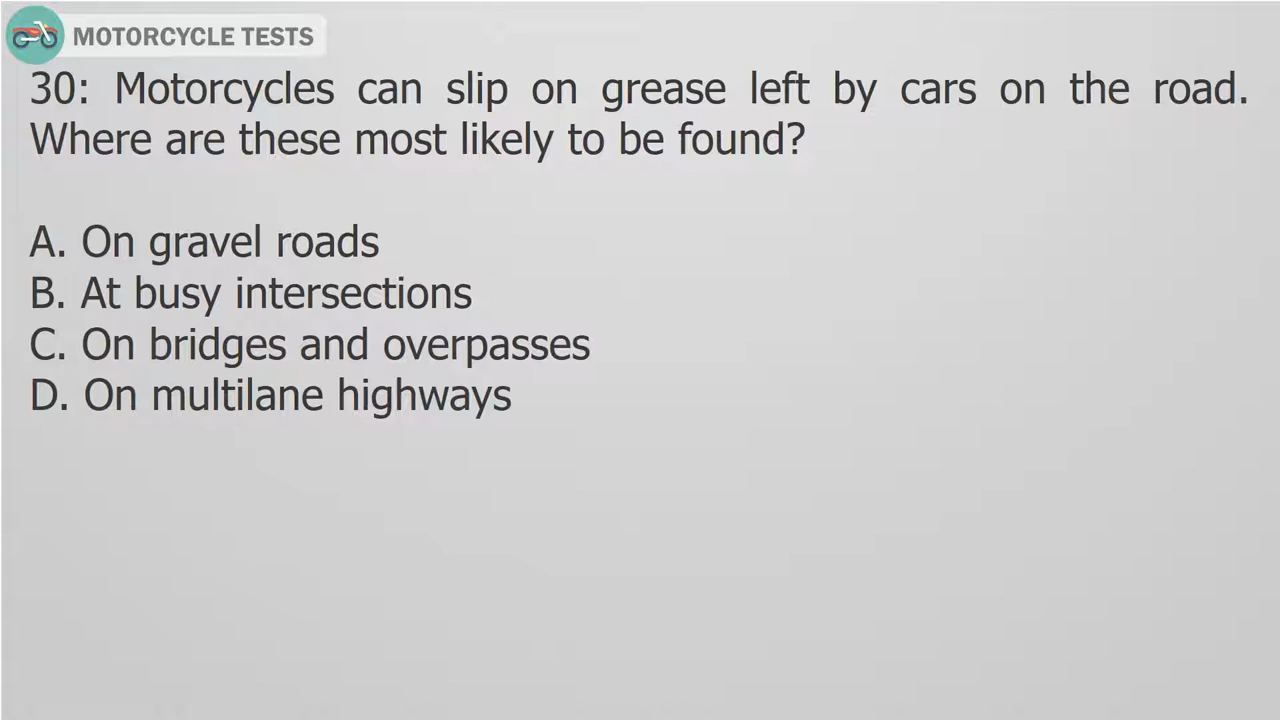 MOTORCYCLE TESTS
30: Motorcycles can slip on grease left by cars on the road.
Where are these most likely to be found?
A. On gravel roads
B. At busy intersections
C. On bridges and overpasses
D. On multilane highways